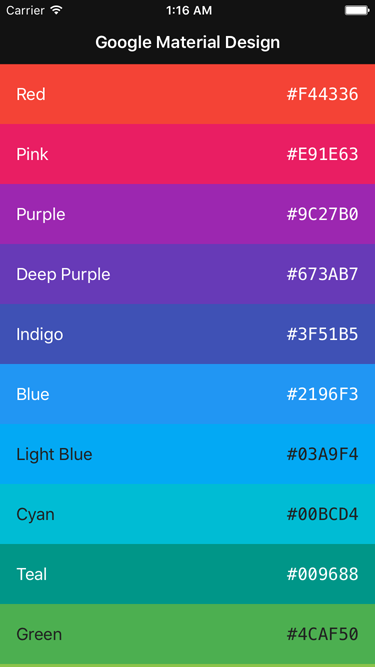 Carrier 1:16 AM
Google Material Design
Red #F44336
Pink #E91E63
Purple #9C27B0
Deep Purple #673AB7
Indigo #3F51B5
Blue #2196F3
Light Blue #03A9F4
Cyan #00BCD4
Teal #009688
Green #4CAF50